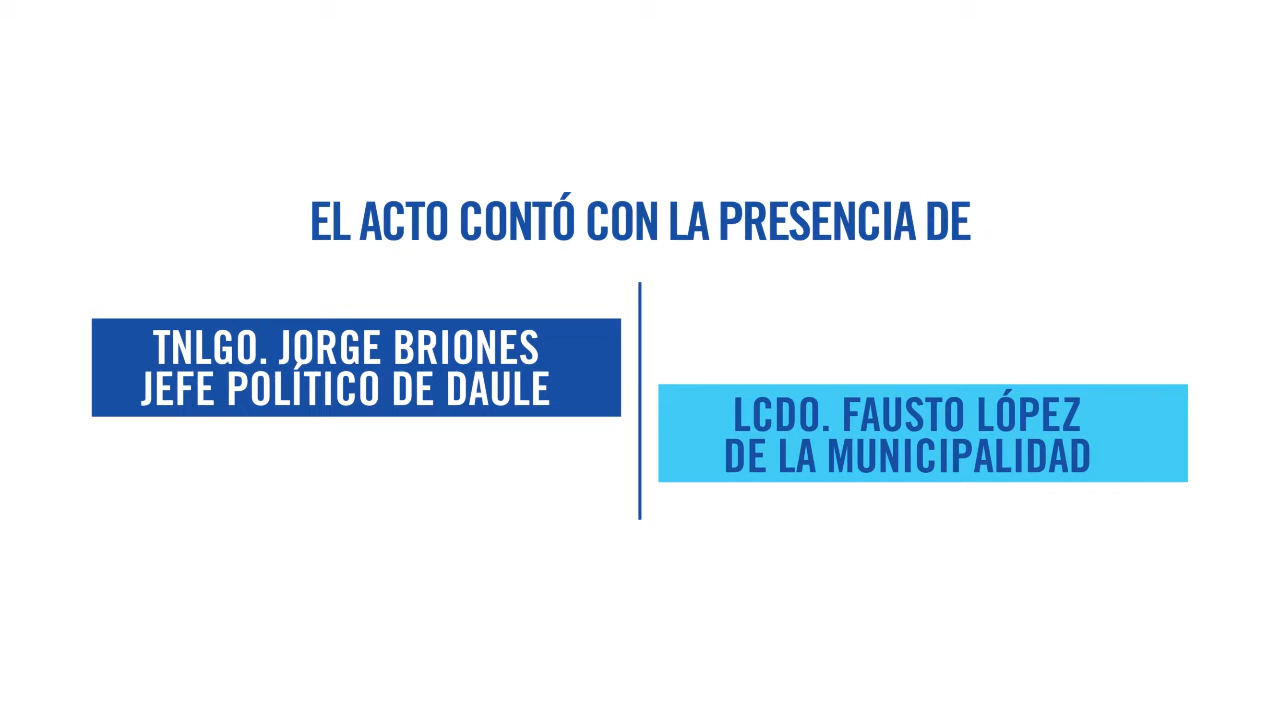 EL ACTO CONTÓ CON LA PRESENCIA DE
TNLGO. JORGE BRIONES
JEFE POLÍTICO DE DAULE
LCDO. FAUSTO LÓPEZ
DE LA MUNICIPALIDAD